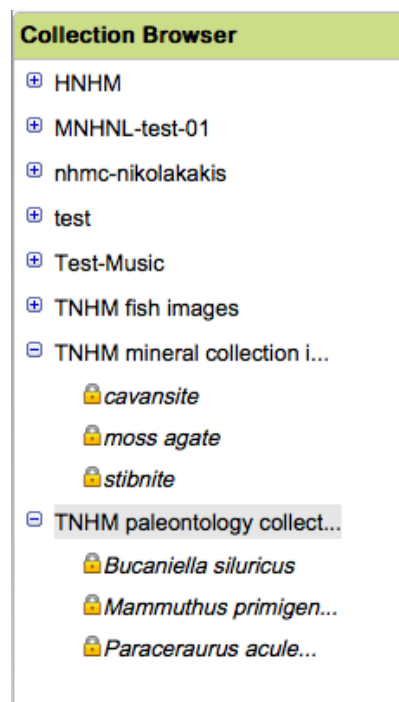 Collection Browser
HNHM
MNHNL-test-01
nhmc-nikolakakis
test
Test-Music
TNHM fish images
TNHM mineral collection i...
cavansite
moss agate
stibnite
TNHM paleontology collect...
Bucaniella siluricus
Mammuthus primigen...
Paraceraurus acule...